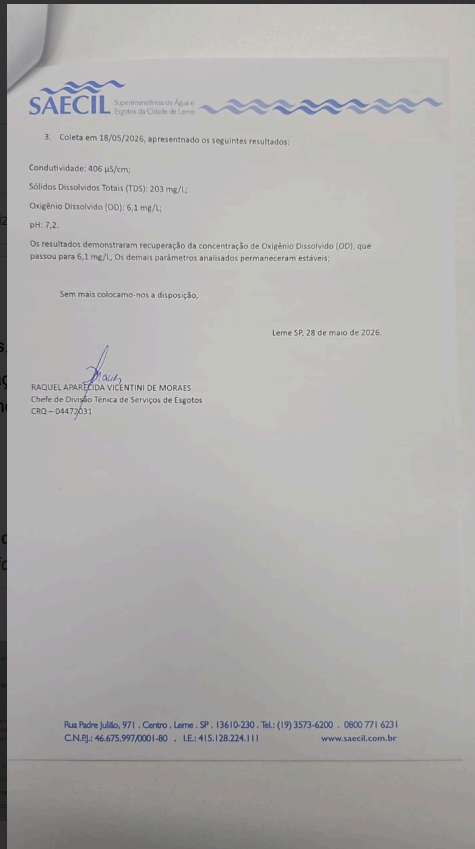 SAECIL
Superintendência de Água e
Esgotos da Cidade de Leme
3. Coleta em 18/05/2026, apresentnado os seguintes resultados:
Condutividade: 406 µS/cm;
Sólidos Dissolvidos Totais (TDS): 203 mg/L;
Oxigênio Dissolvido (OD): 6,1 mg/L;
pH: 7,2.
Os resultados demonstraram recuperação da concentração de Oxigênio Dissolvido (OD), que
passou para 6,1 mg/L, Os demais parâmetros analisados permaneceram estáveis;
Sem mais colocamo-nos a disposição,
Leme SP, 28 de maio de 2026.
RAQUEL APARECIDA VICENTINI DE MORAES
Chefe de Divisão Ténica de Serviços de Esgotos
CRQ – 04472031
Rua Padre Julião, 971 . Centro . Leme . SP . 13610-230 . Tel.: (19) 3573-6200 . 0800 771 6231
C.N.P.J.: 46.675.997/0001-80 . I.E.: 415.128.224.111 www.saecil.com.br